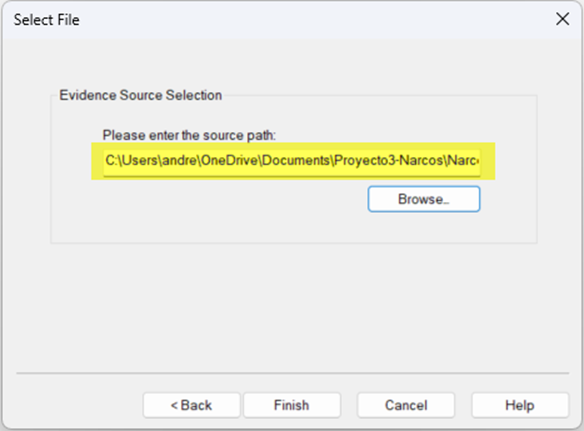 Select File
Evidence Source Selection
Please enter the source path:
C:\Users\andre\OneDrive\Documents\Proyecto3-Narcos\Narc
Browse...
< Back
Finish
Cancel
Help